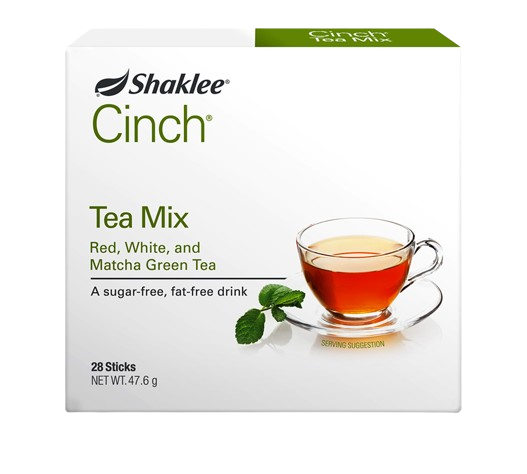 Cinch®
Tea Mix
Shaklee®
Cinch®
Tea Mix
Red, White, and
Matcha Green Tea
A sugar-free, fat-free drink
SERVING SUGGESTION
28 Sticks
NET WT. 47.6 g